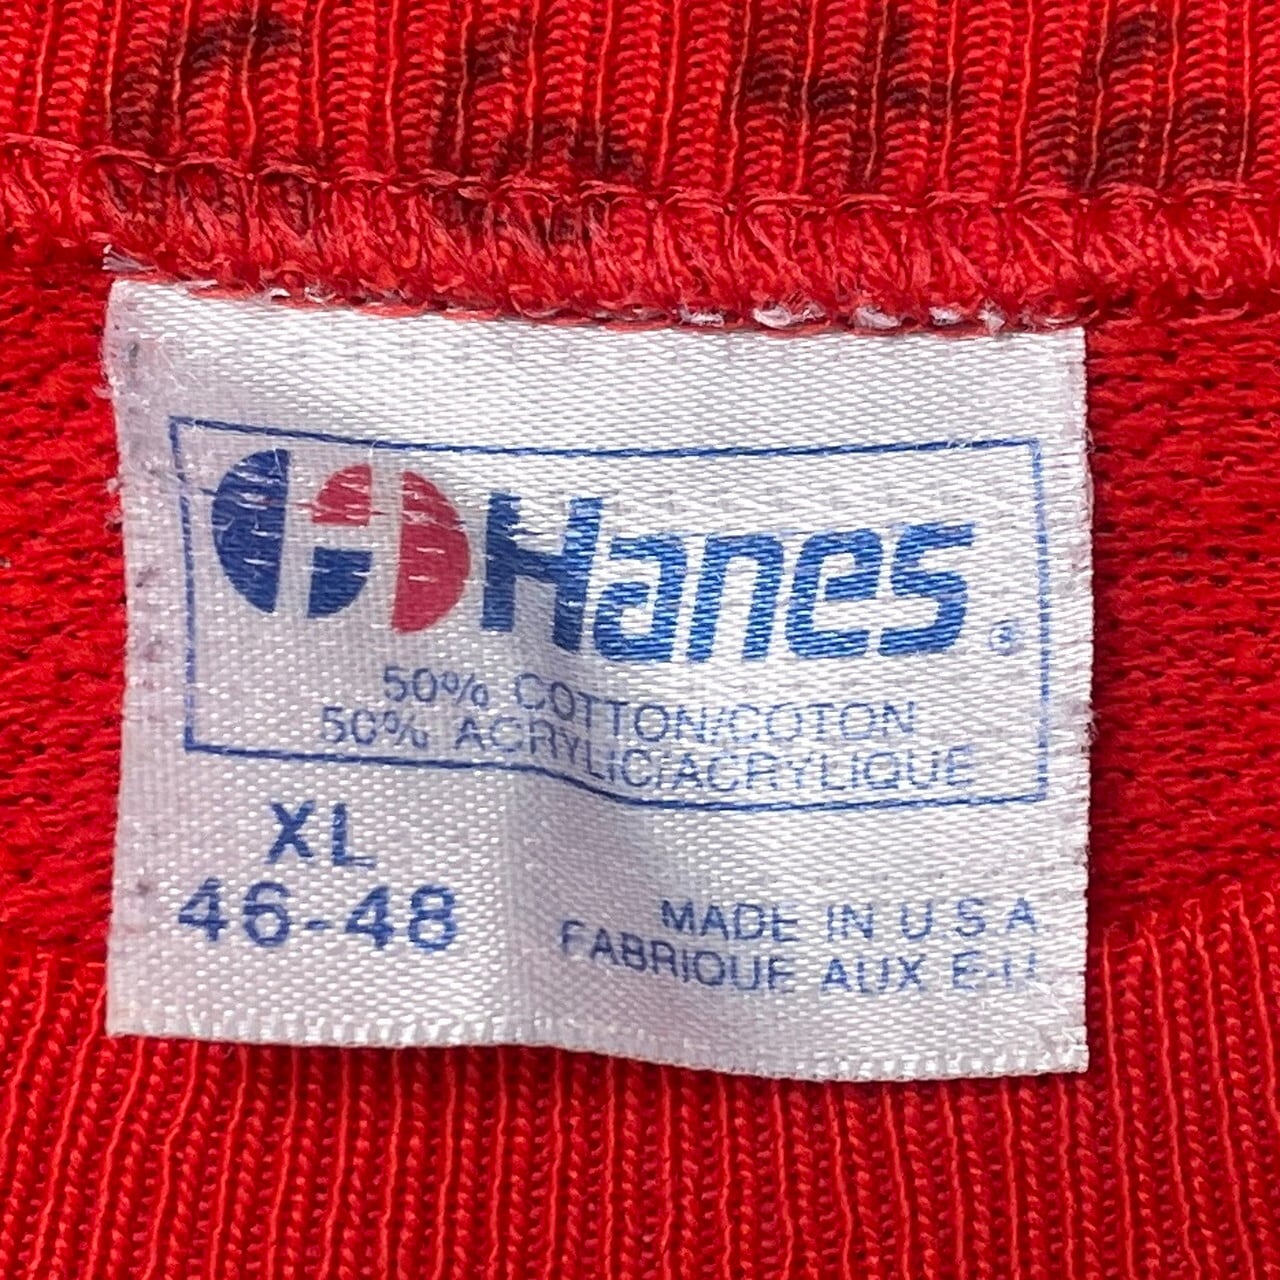 Hanes®
50% COTTON/COTON
50% ACRYLIC/ACRYLIQUE
XL
46-48
MADE IN U.S.A.
FABRIQUE AUX E-U